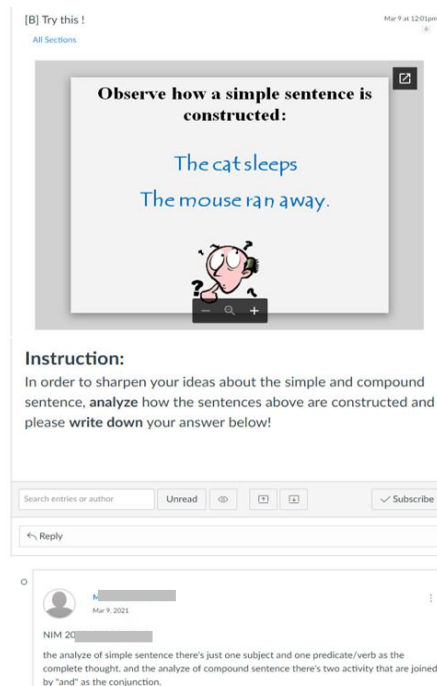 [B] Try this !
Mar 9 at 12:01pm
All Sections
Observe how a simple sentence is
constructed:
The cat sleeps
The mouse ran away.
Instruction:
In order to sharpen your ideas about the simple and compound
sentence, analyze how the sentences above are constructed and
please write down your answer below!
Search entries or author
Unread
Subscribe
Reply
M
Mar 9, 2021
NIM 20
the analyze of simple sentence there's just one subject and one predicate/verb as the
complete thought. and the analyze of compound sentence there's two activity that are joined
by "and" as the conjunction.